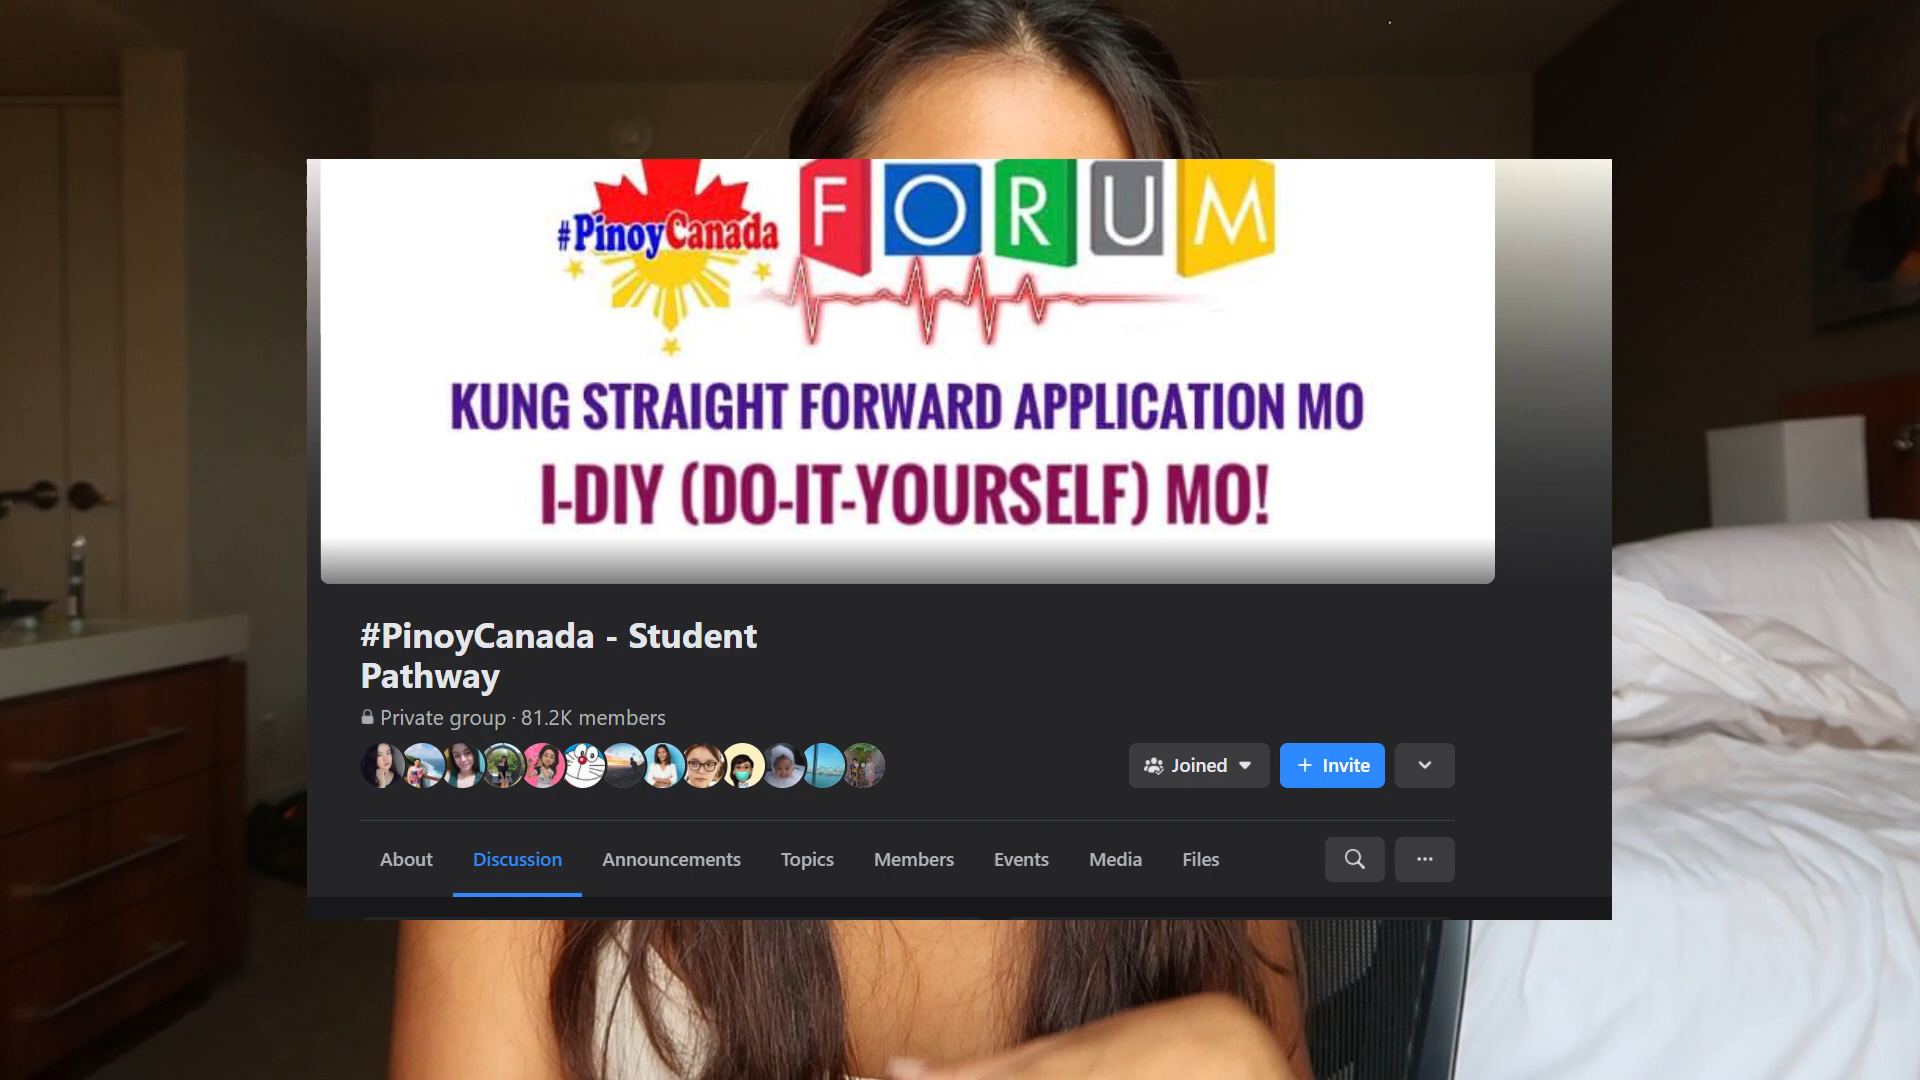 #PinoyCanada FORUM
KUNG STRAIGHT FORWARD APPLICATION MO
I-DIY (DO-IT-YOURSELF) MO!
#PinoyCanada - Student
Pathway
Private group · 81.2K members
Joined
+ Invite
About Discussion Announcements Topics Members Events Media Files